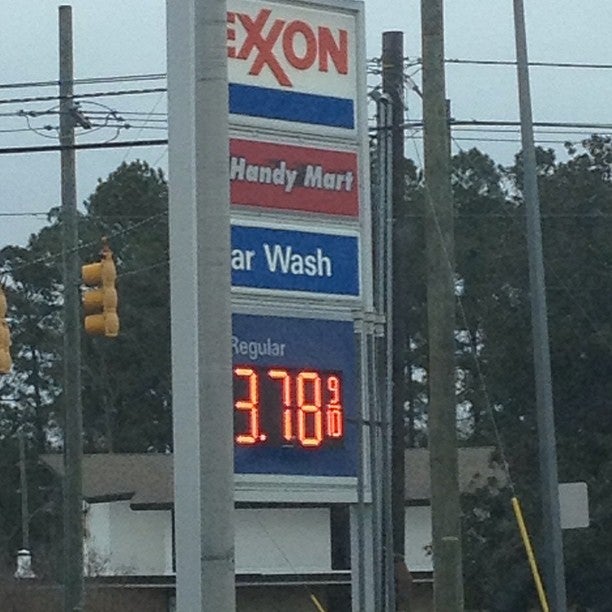 EXXON
Handy Mart
ar Wash
Regular
3.78 9/10